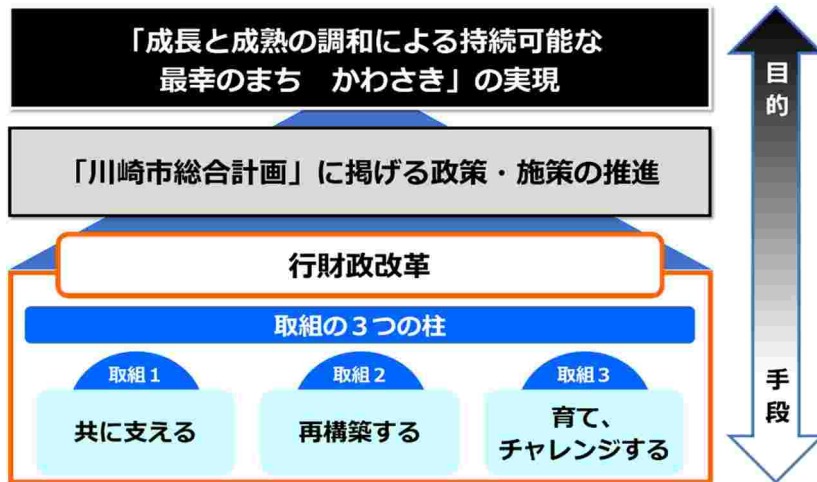 「成長と成熟の調和による持続可能な
最幸のまち　かわさき」の実現
目的
「川崎市総合計画」に掲げる政策・施策の推進
行財政改革
取組の３つの柱
取組１
共に支える
取組２
再構築する
取組３
育て、
チャレンジする
手段